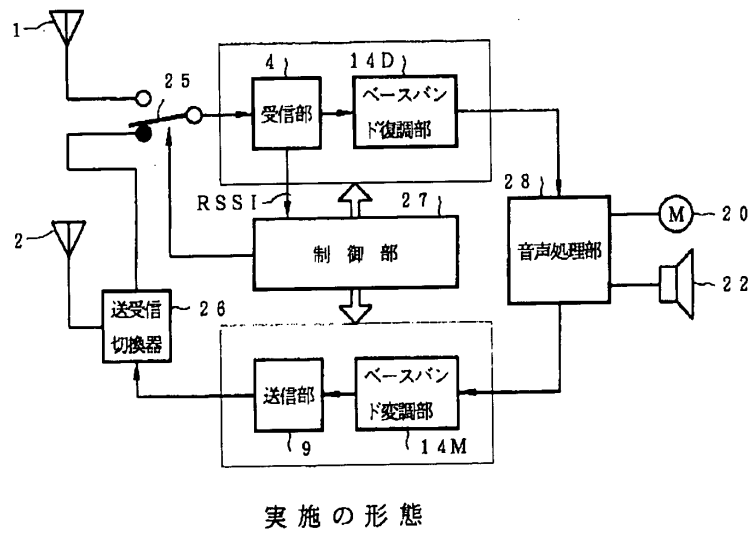 1
25
4
14D
受信部
ベースバン
ド復調部
RSSI
27
28
2
制御部
音声処理部
M
20
22
送受信
切換器
26
送信部
ベースバン
ド変調部
9
14M
実施の形態